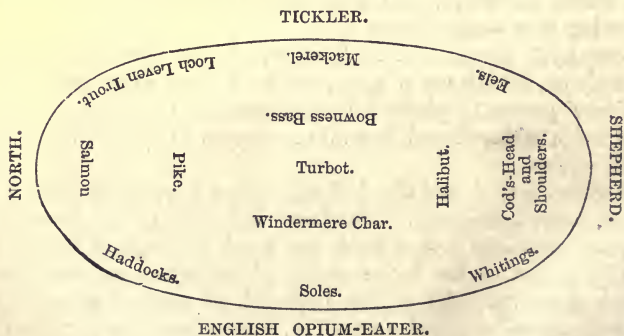 TICKLER.
Mackerel.
Loch Leven Trout.
Eels.
Bowness Bass.
NORTH.
Salmon
Pike.
Turbot.
Halibut.
Cod's-Head
and
Shoulders.
SHEPHERD.
Windermere Char.
Haddocks.
Whitings.
Soles.
ENGLISH OPIUM-EATER.